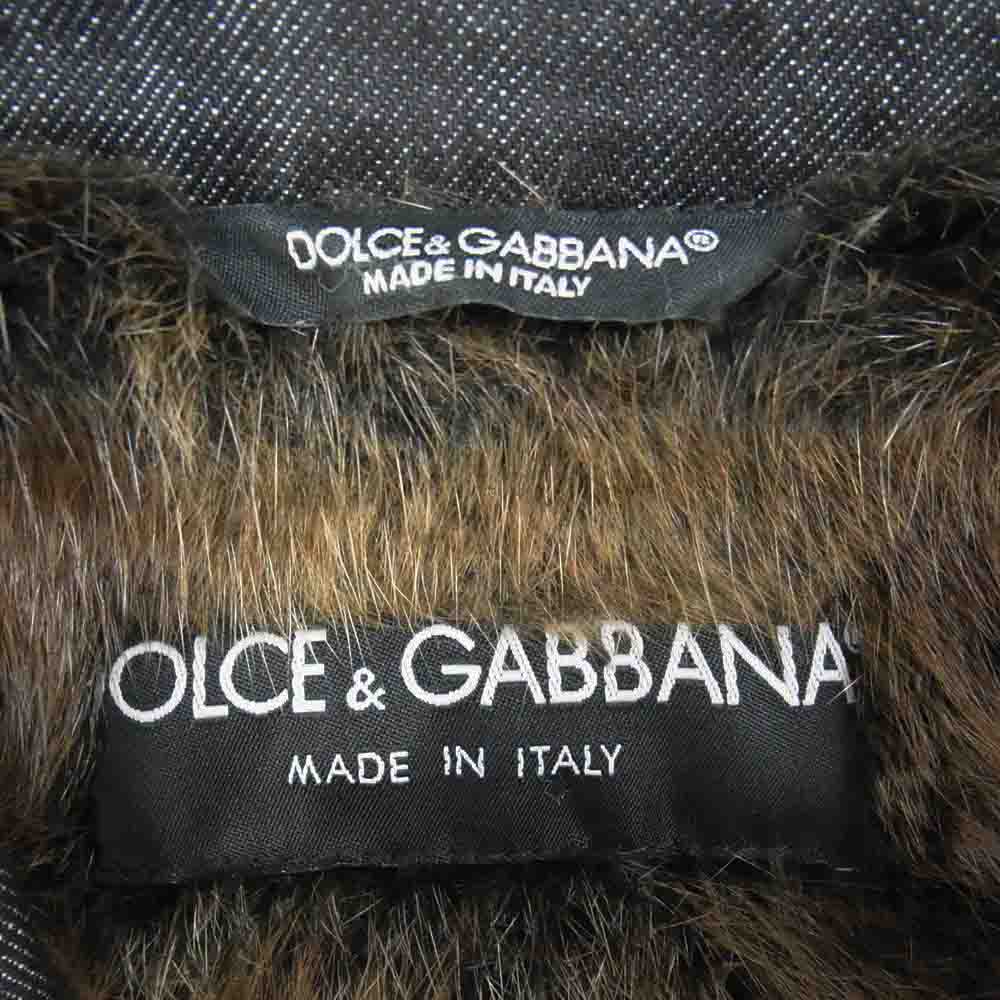 DOLCE & GABBANA®
MADE IN ITALY
OLCE & GABBANA
MADE IN ITALY